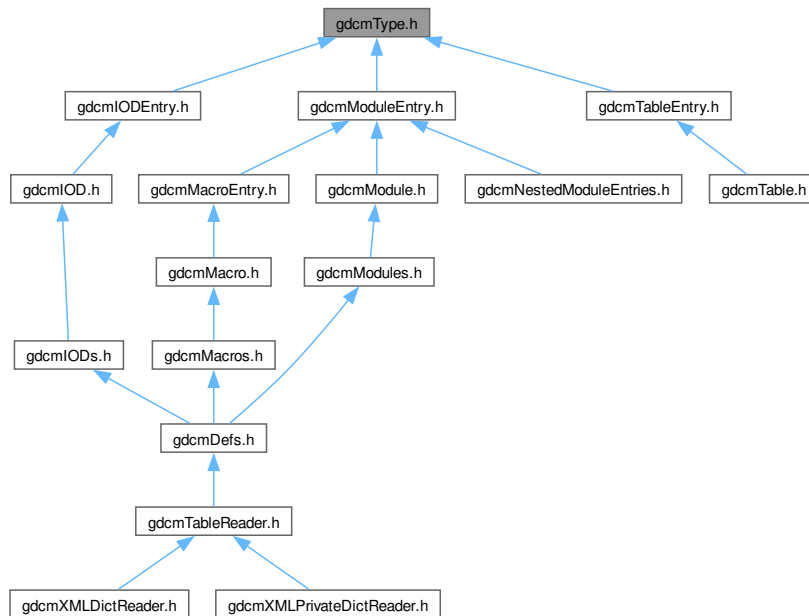 gdcmType.h
gdcmIODEntry.h
gdcmModuleEntry.h
gdcmTableEntry.h
gdcmIOD.h
gdcmMacroEntry.h
gdcmModule.h
gdcmNestedModuleEntries.h
gdcmTable.h
gdcmMacro.h
gdcmModules.h
gdcmIODs.h
gdcmMacros.h
gdcmDefs.h
gdcmTableReader.h
gdcmXMLDictReader.h
gdcmXMLPrivateDictReader.h